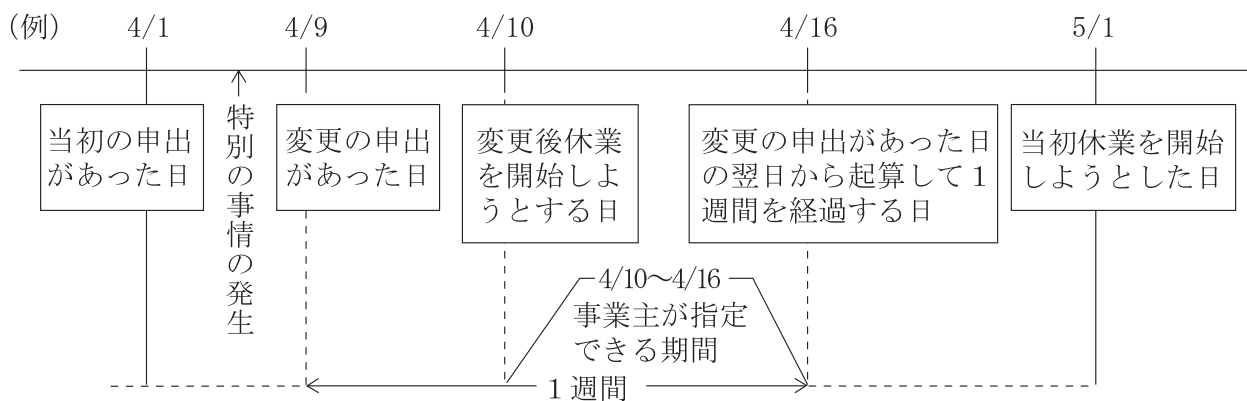 (例) 4/1 4/9 4/10 4/16 5/1
当初の申出
があった日
特別の事情の発生
変更の申出
があった日
変更後休業
を開始しよ
うとする日
変更の申出があった日
の翌日から起算して1
週間を経過する日
当初休業を開始
しようとした日
4/10～4/16
事業主が指定
できる期間
1週間